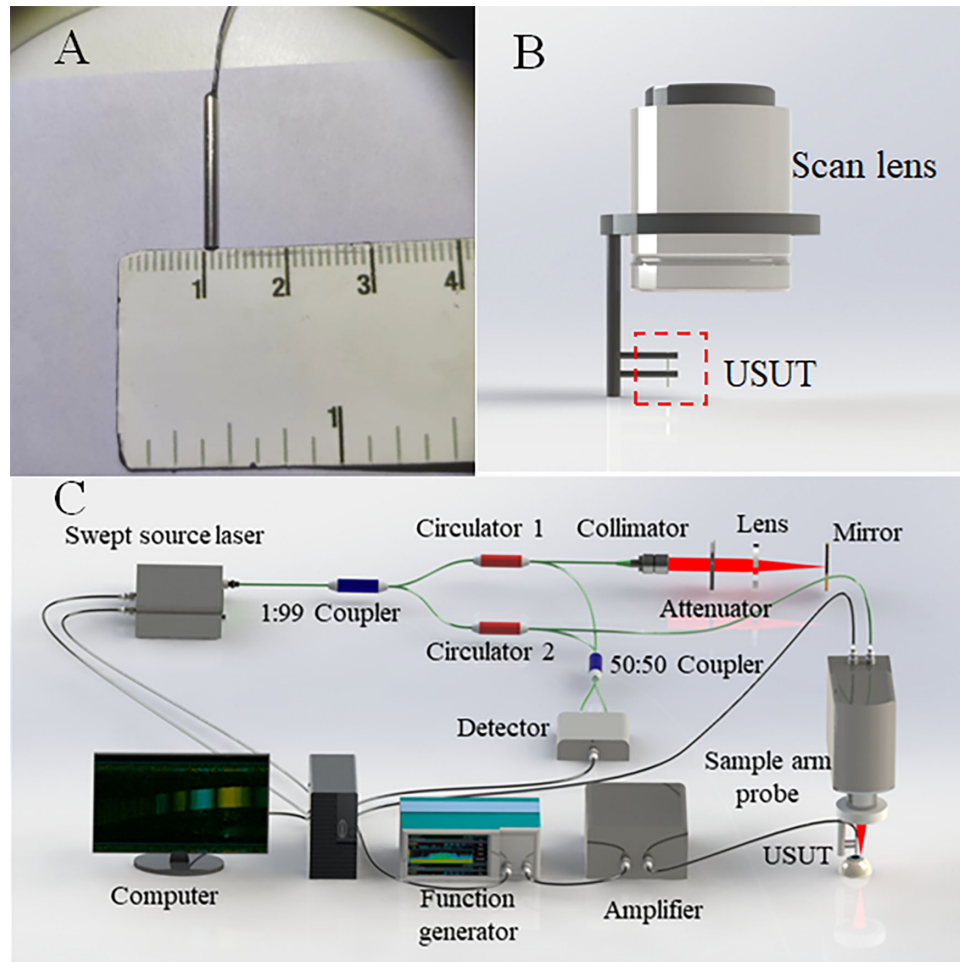 A
1 2 3 4
1
B
Scan lens
USUT
C
Swept source laser
Circulator 1
Collimator
Lens
Mirror
1:99 Coupler
Attenuator
Circulator 2
50:50 Coupler
Detector
Sample arm
probe
USUT
Computer
Function
generator
Amplifier